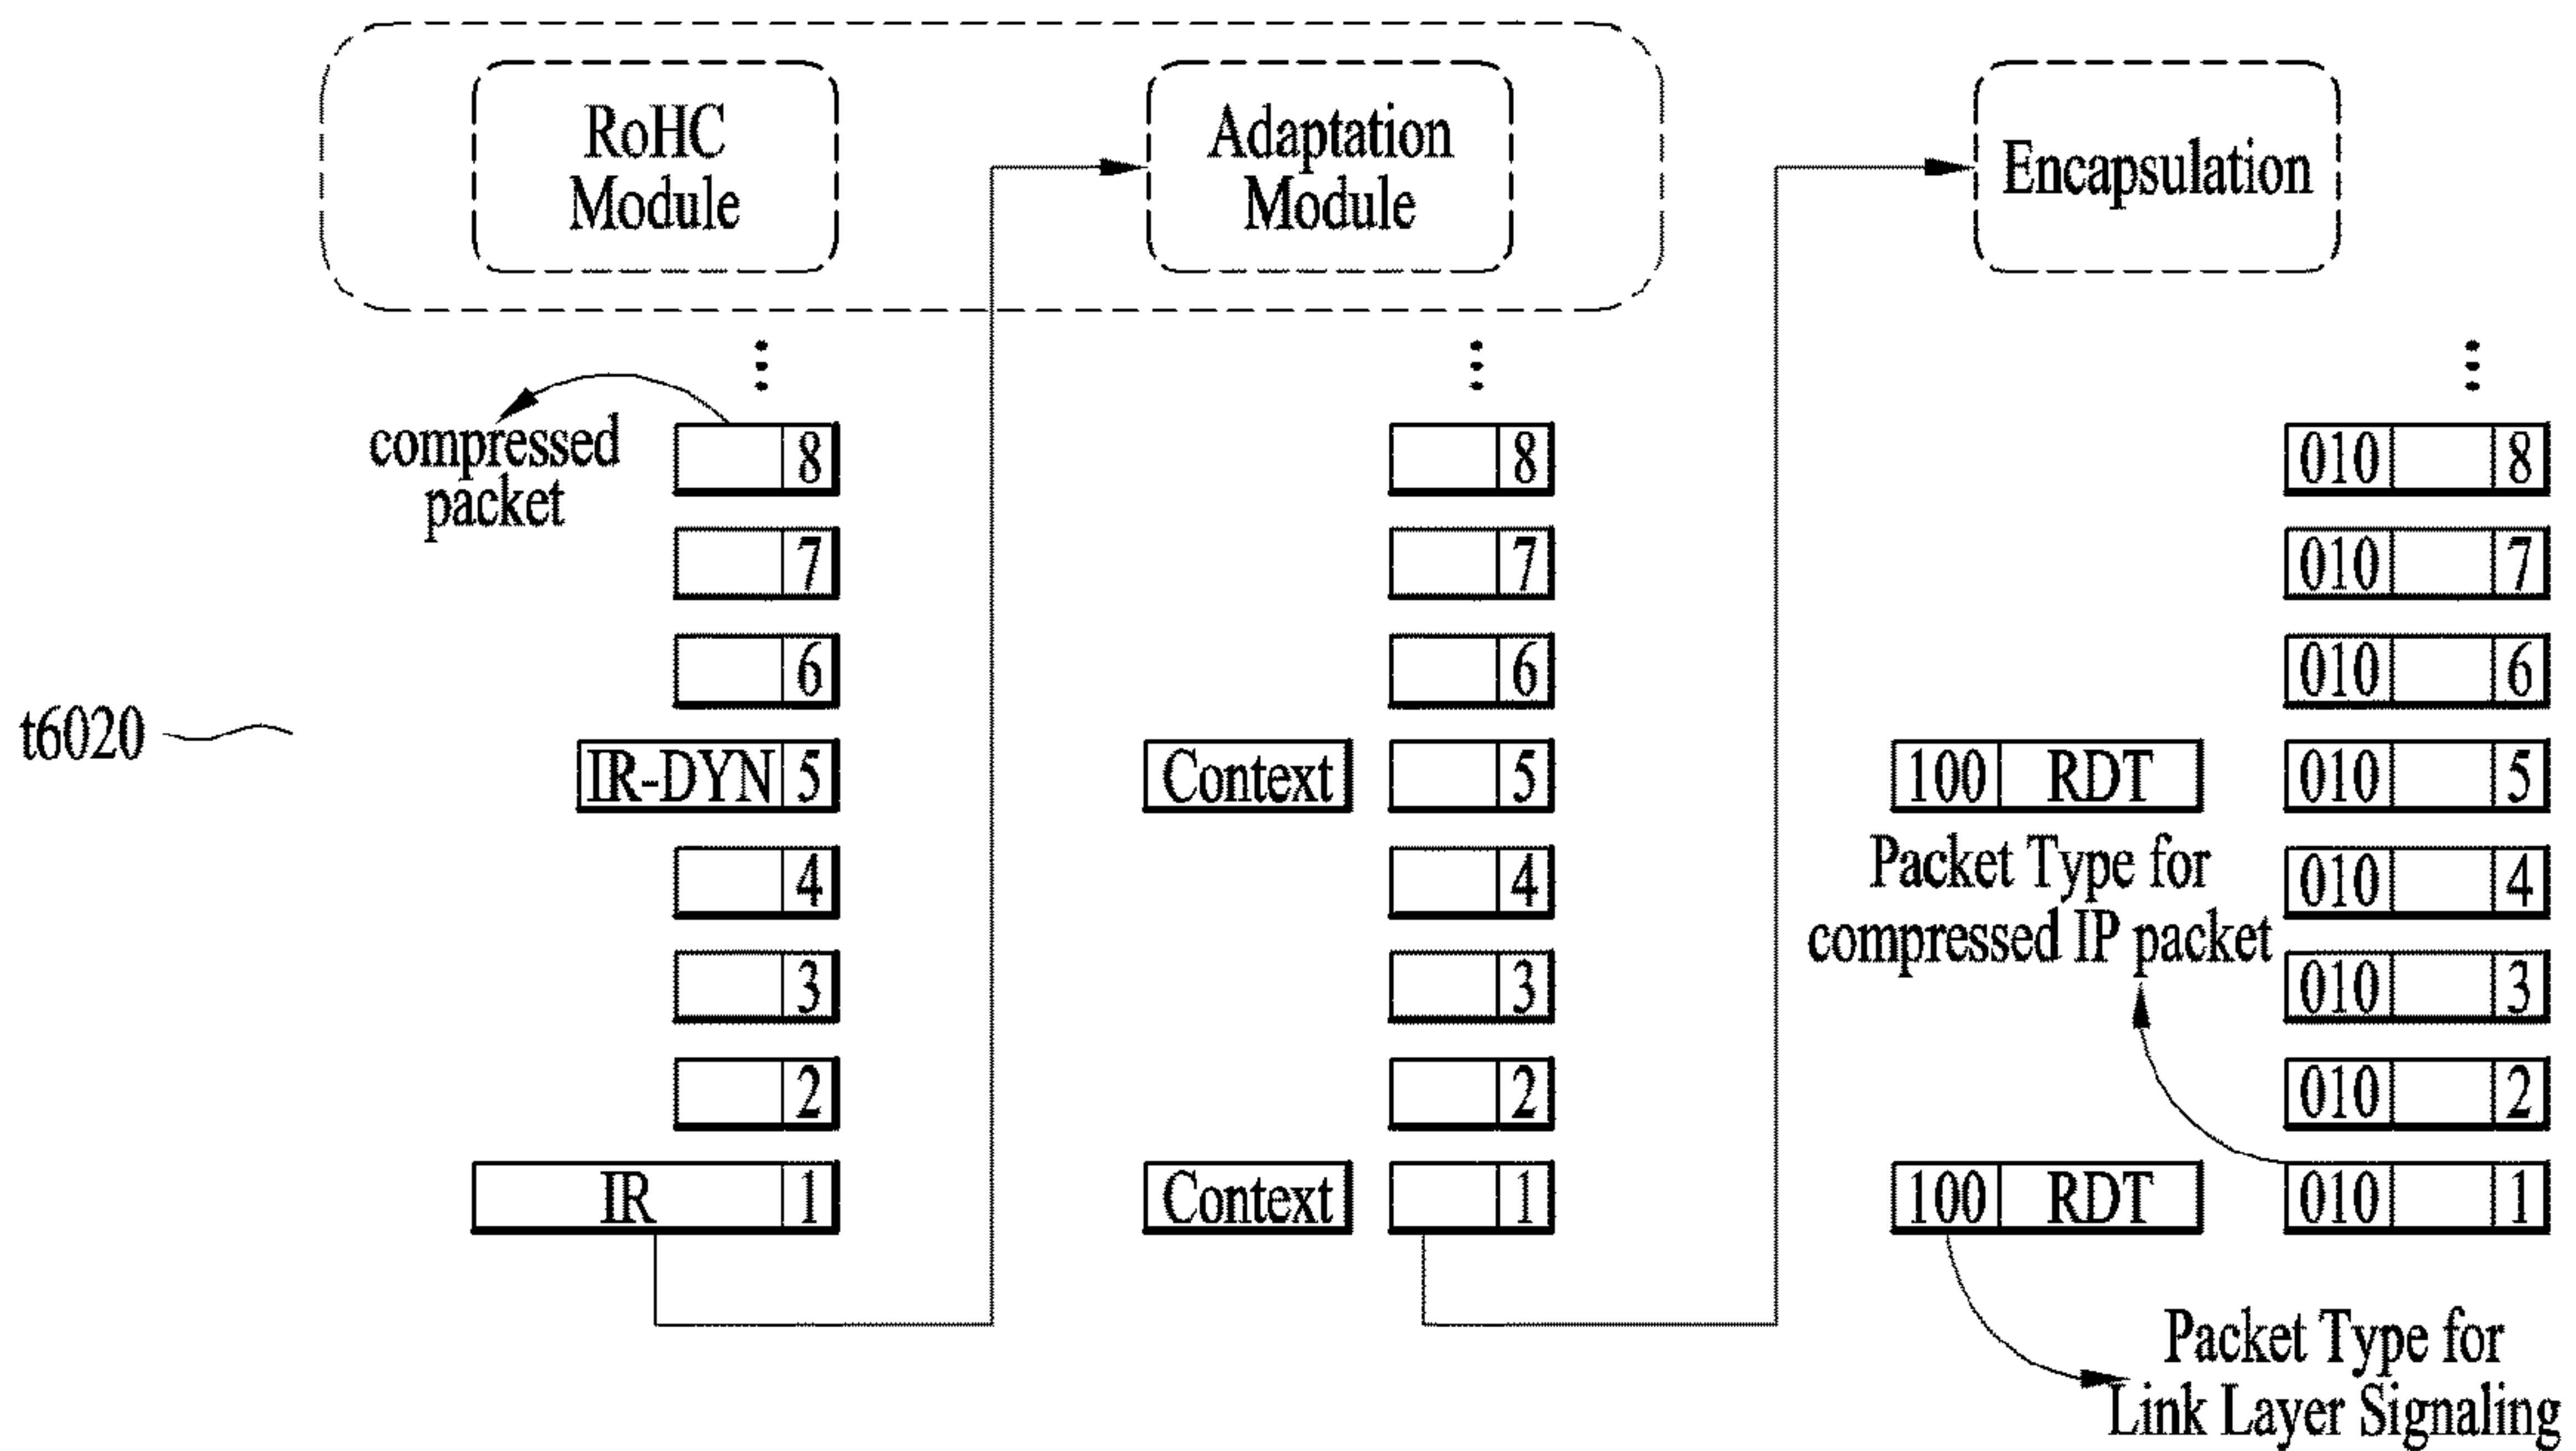 RoHC
Module
Adaptation
Module
Encapsulation
compressed
packet
8
8
010 8
7
7
010 7
6
6
010 6
t6020
IR-DYN 5
Context 5
100 RDT 010 5
4
4
010 4
Packet Type for
compressed IP packet
3
3
010 3
2
2
010 2
IR 1
Context 1
100 RDT 010 1
Packet Type for
Link Layer Signaling